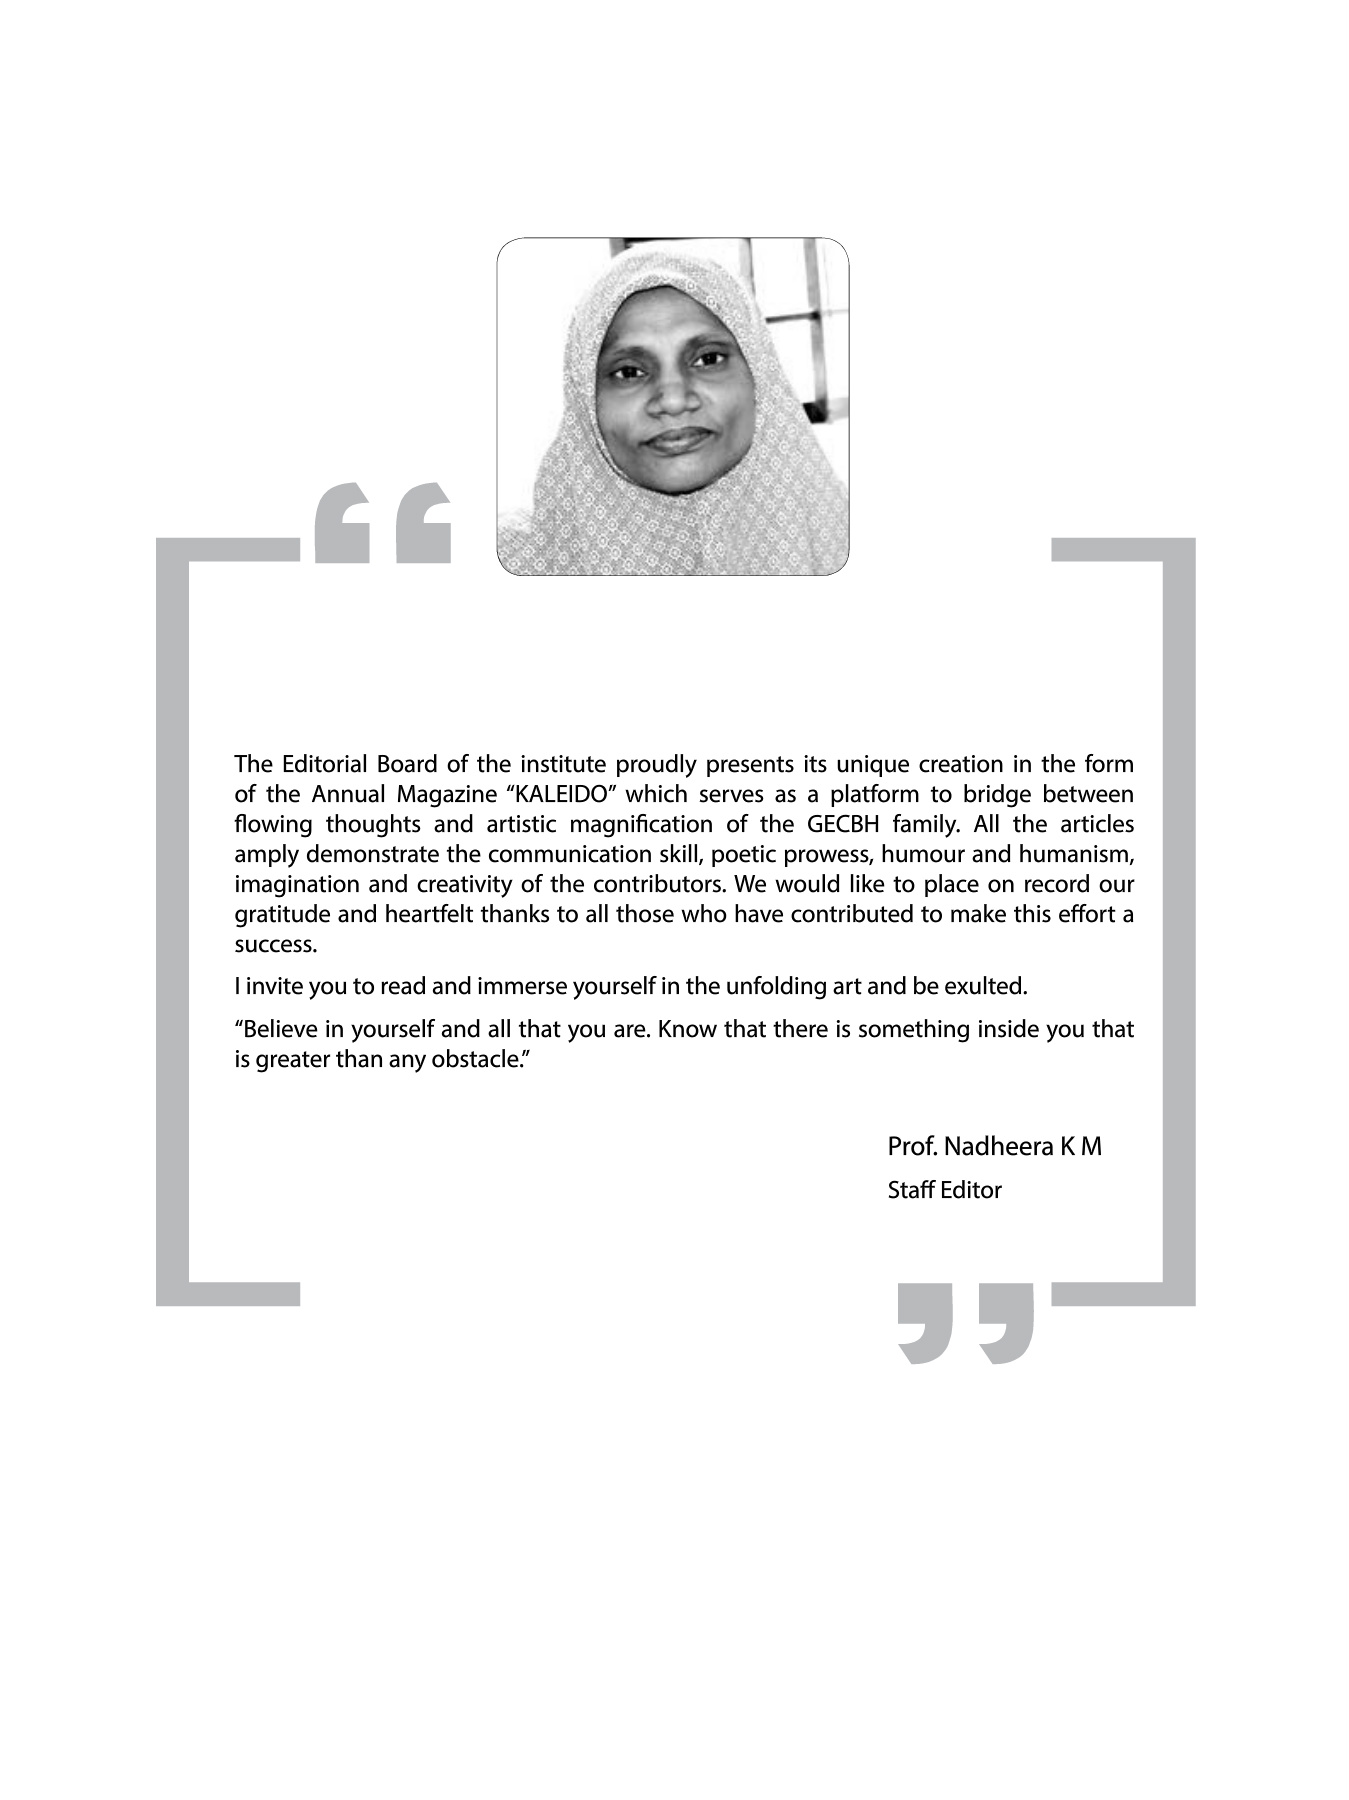 The Editorial Board of the institute proudly presents its unique creation in the form
of the Annual Magazine “KALEIDO” which serves as a platform to bridge between
flowing thoughts and artistic magnification of the GECBH family. All the articles
amply demonstrate the communication skill, poetic prowess, humour and humanism,
imagination and creativity of the contributors. We would like to place on record our
gratitude and heartfelt thanks to all those who have contributed to make this effort a
success.
I invite you to read and immerse yourself in the unfolding art and be exulted.
“Believe in yourself and all that you are. Know that there is something inside you that
is greater than any obstacle.”
Prof. Nadheera K M
Staff Editor